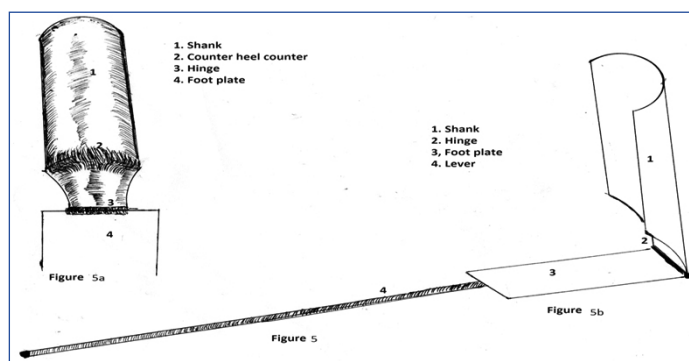 1. Shank
2. Counter heel counter
3. Hinge
4. Foot plate
1
2
3
4
Figure 5a
1. Shank
2. Hinge
3, Foot plate
4. Lever
1
2
3
4
Figure 5
Figure 5b